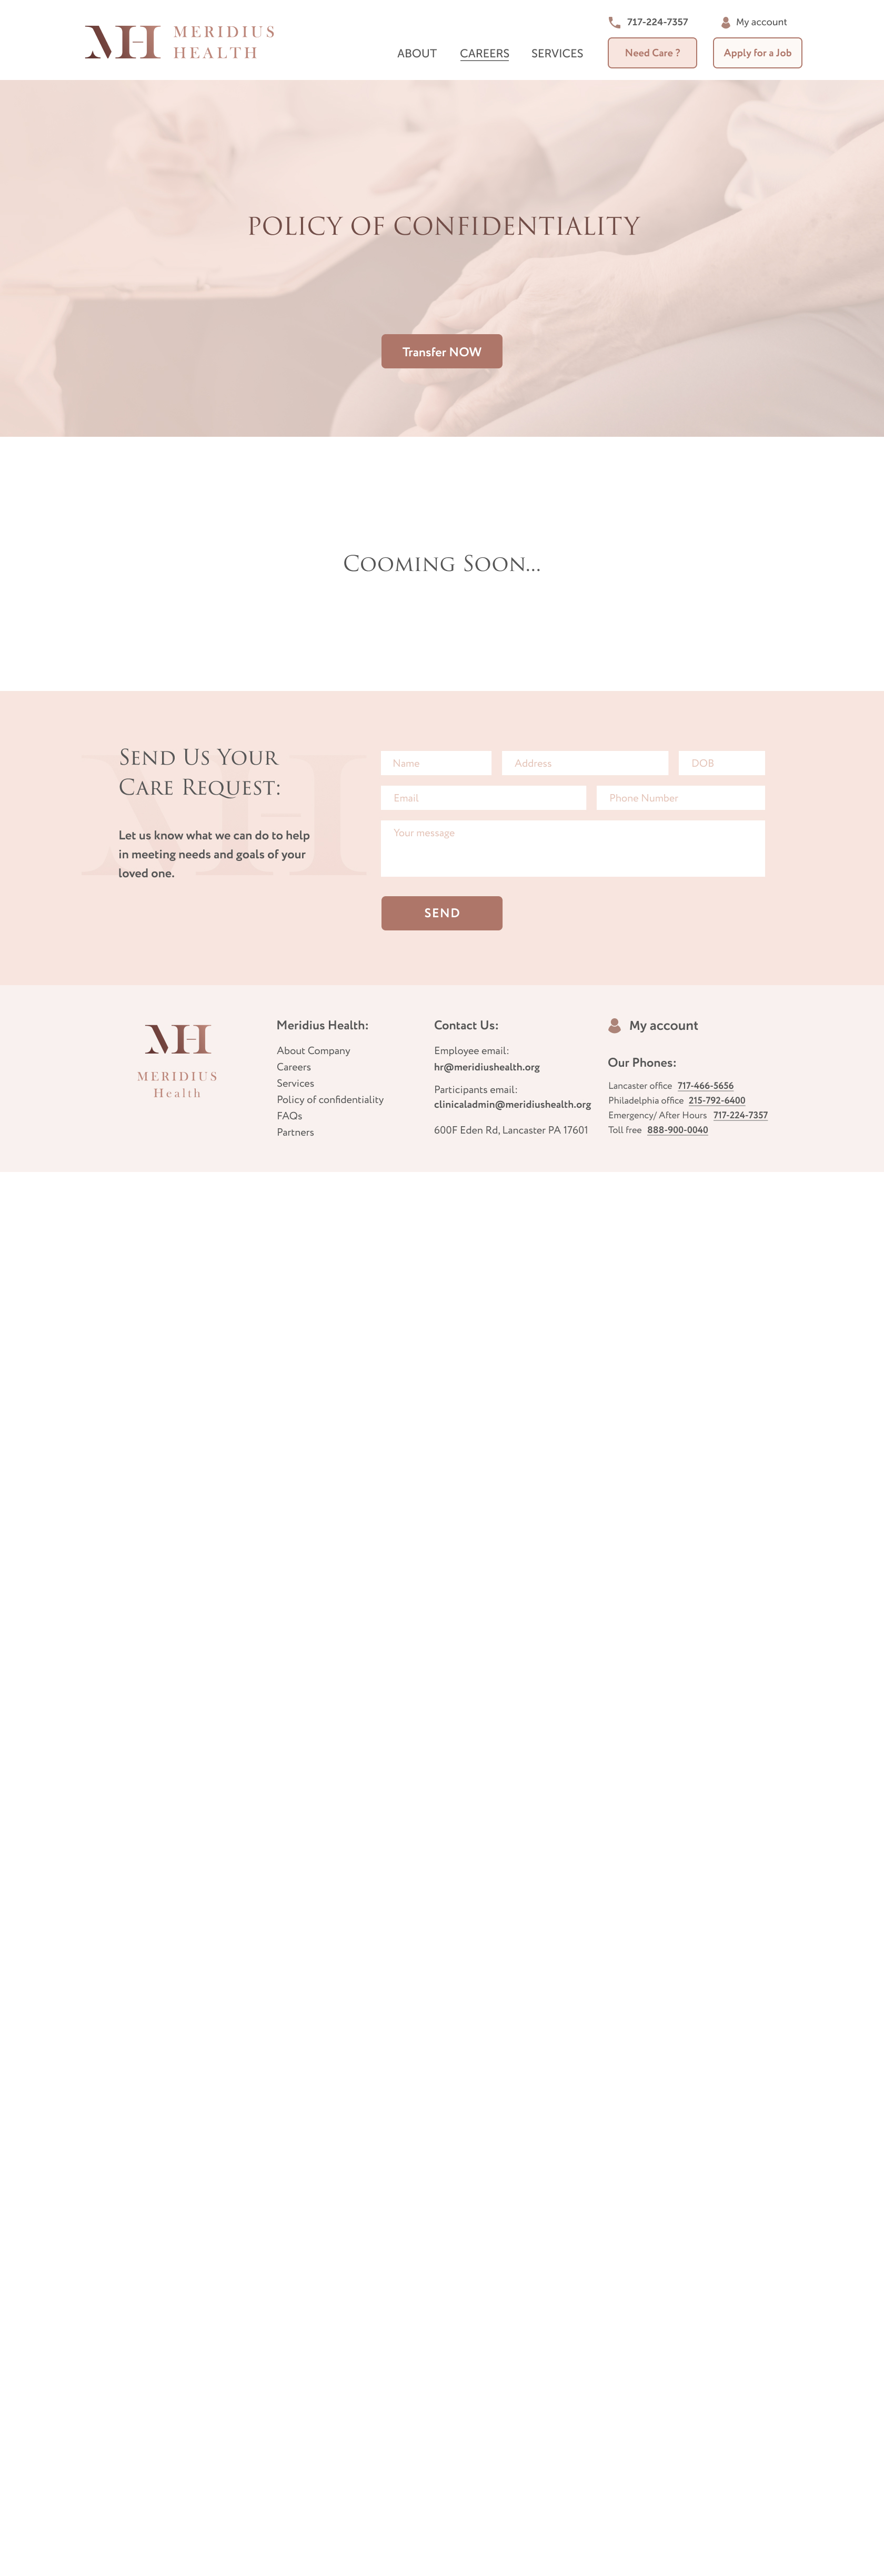 717-224-7357
My account
MERIDIUS
HEALTH
ABOUT
CAREERS
SERVICES
Need Care ?
Apply for a Job
POLICY OF CONFIDENTIALITY
Transfer NOW
Cooming Soon...
Send Us Your
Care Request:
Let us know what we can do to help
in meeting needs and goals of your
loved one.
Name
Address
DOB
Email
Phone Number
Your message
SEND
MH
MERIDIUS
Health
Meridius Health:
About Company
Careers
Services
Policy of confidentiality
FAQs
Partners
Contact Us:
Employee email:
hr@meridiushealth.org
Participants email:
clinicaladmin@meridiushealth.org
600F Eden Rd, Lancaster PA 17601
My account
Our Phones:
Lancaster office 717-466-5656
Philadelphia office 215-792-6400
Emergency/ After Hours 717-224-7357
Toll free 888-900-0040